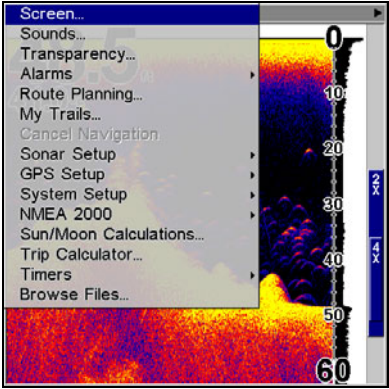 Screen...
Sounds...
Transparency...
Alarms
Route Planning...
My Trails...
Cancel Navigation
Sonar Setup
GPS Setup
System Setup
NMEA 2000
Sun/Moon Calculations...
Trip Calculator...
Timers
Browse Files...
0
10
20
30
40
50
60
2x
4x